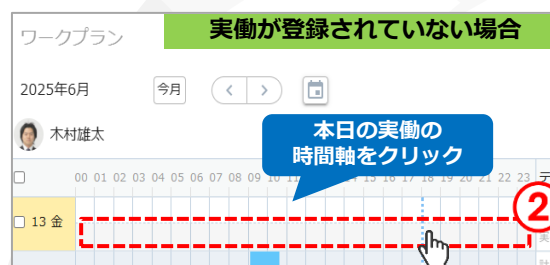 ワークプラン
実働が登録されていない場合
2025年6月
今月
木村雄太
本日の実働の
時間軸をクリック
00 01 02 03 04 05 06 07 08 09 10 11 14 15 16 17 18 19 20 21 22 23
13 金
②